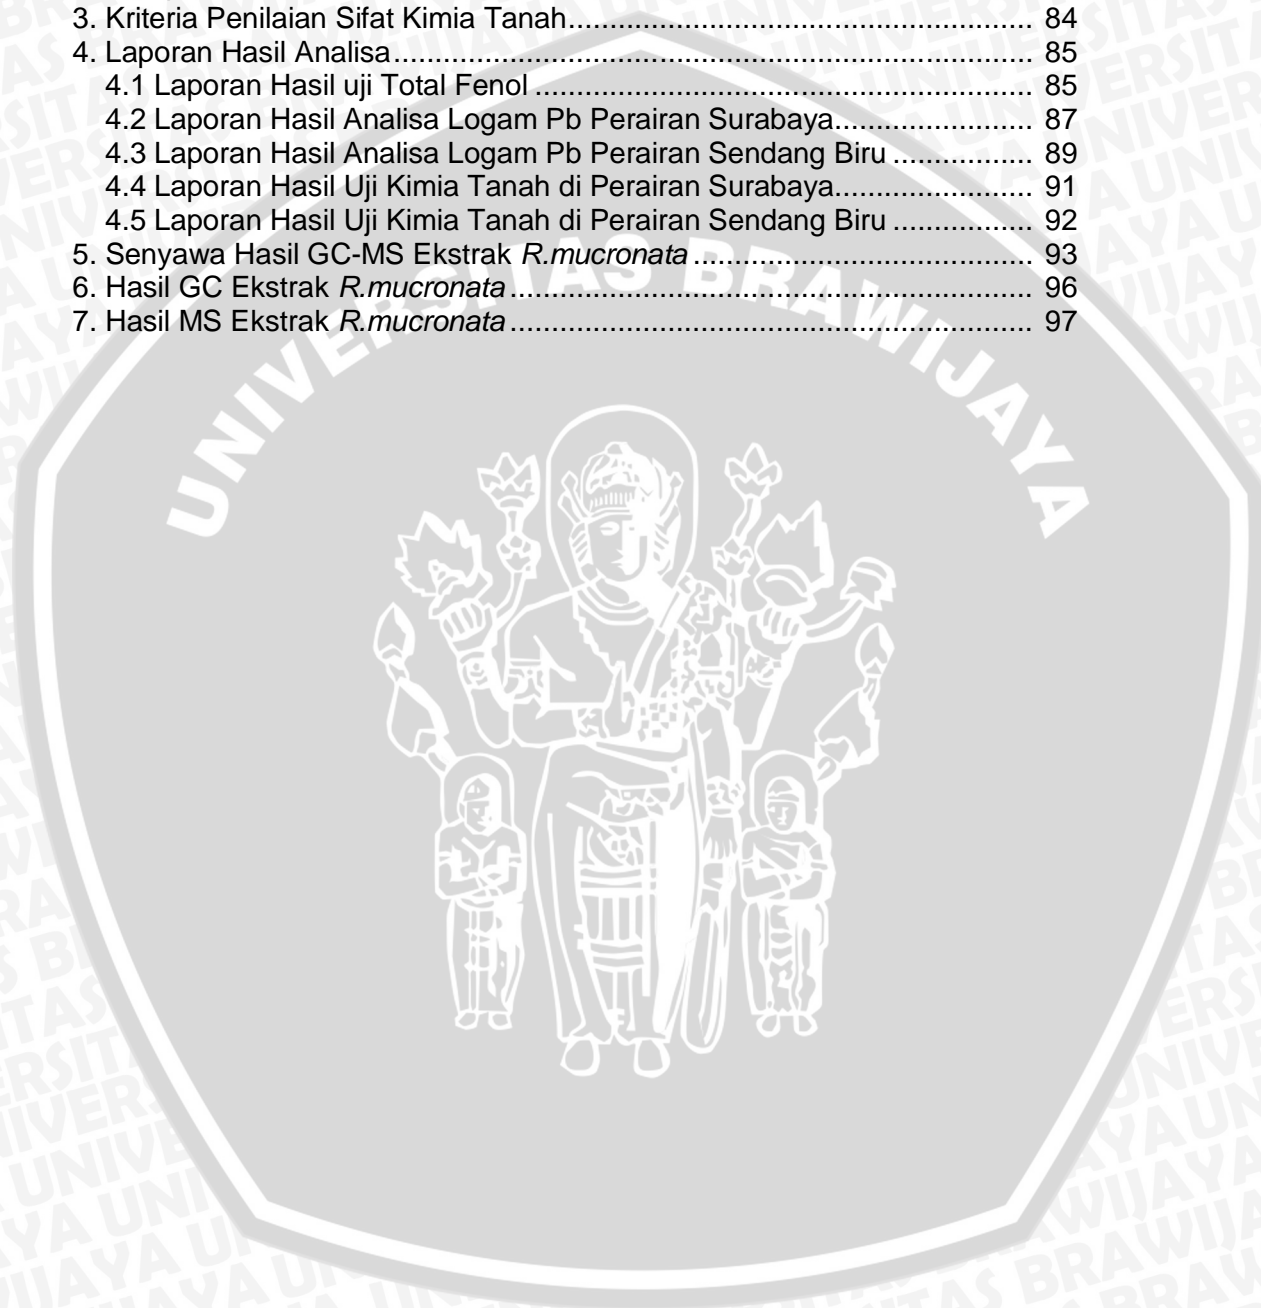 3. Kriteria Penilaian Sifat Kimia Tanah.......................................................... 84
4. Laporan Hasil Analisa............................................................................... 85
4.1 Laporan Hasil uji Total Fenol .............................................................. 85
4.2 Laporan Hasil Analisa Logam Pb Perairan Surabaya........................ 87
4.3 Laporan Hasil Analisa Logam Pb Perairan Sendang Biru ................. 89
4.4 Laporan Hasil Uji Kimia Tanah di Perairan Surabaya........................ 91
4.5 Laporan Hasil Uji Kimia Tanah di Perairan Sendang Biru ................. 92
5. Senyawa Hasil GC-MS Ekstrak R.mucronata .......................................... 93
6. Hasil GC Ekstrak R.mucronata ................................................................ 96
7. Hasil MS Ekstrak R.mucronata ................................................................ 97
UNIVERSITAS BRAWIJAYA